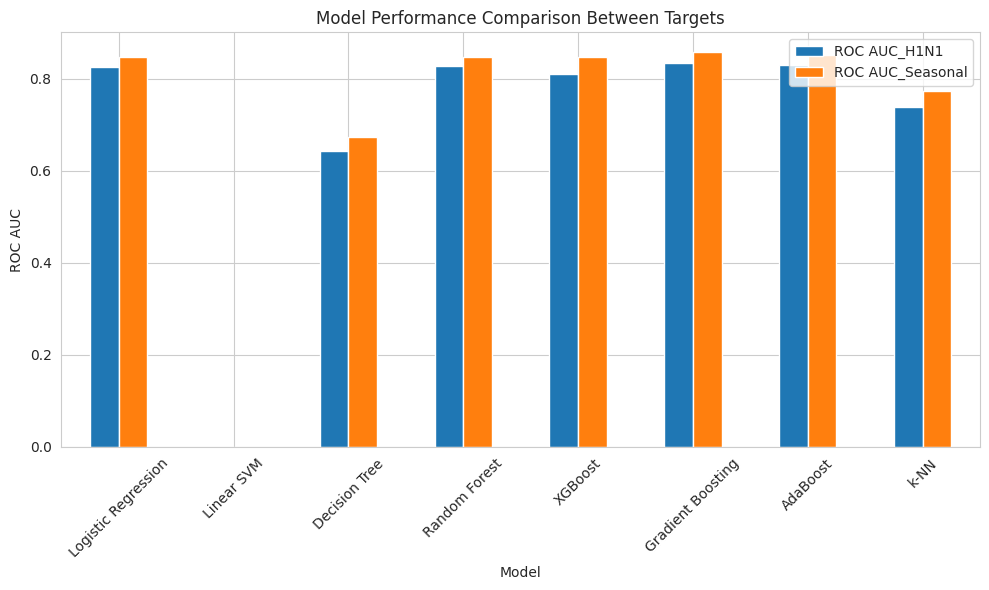 Model Performance Comparison Between Targets
ROC AUC_H1N1
ROC AUC_Seasonal
ROC AUC
0.8
0.6
0.4
0.2
0.0
Logistic Regression
Linear SVM
Decision Tree
Random Forest
XGBoost
Gradient Boosting
AdaBoost
k-NN
Model